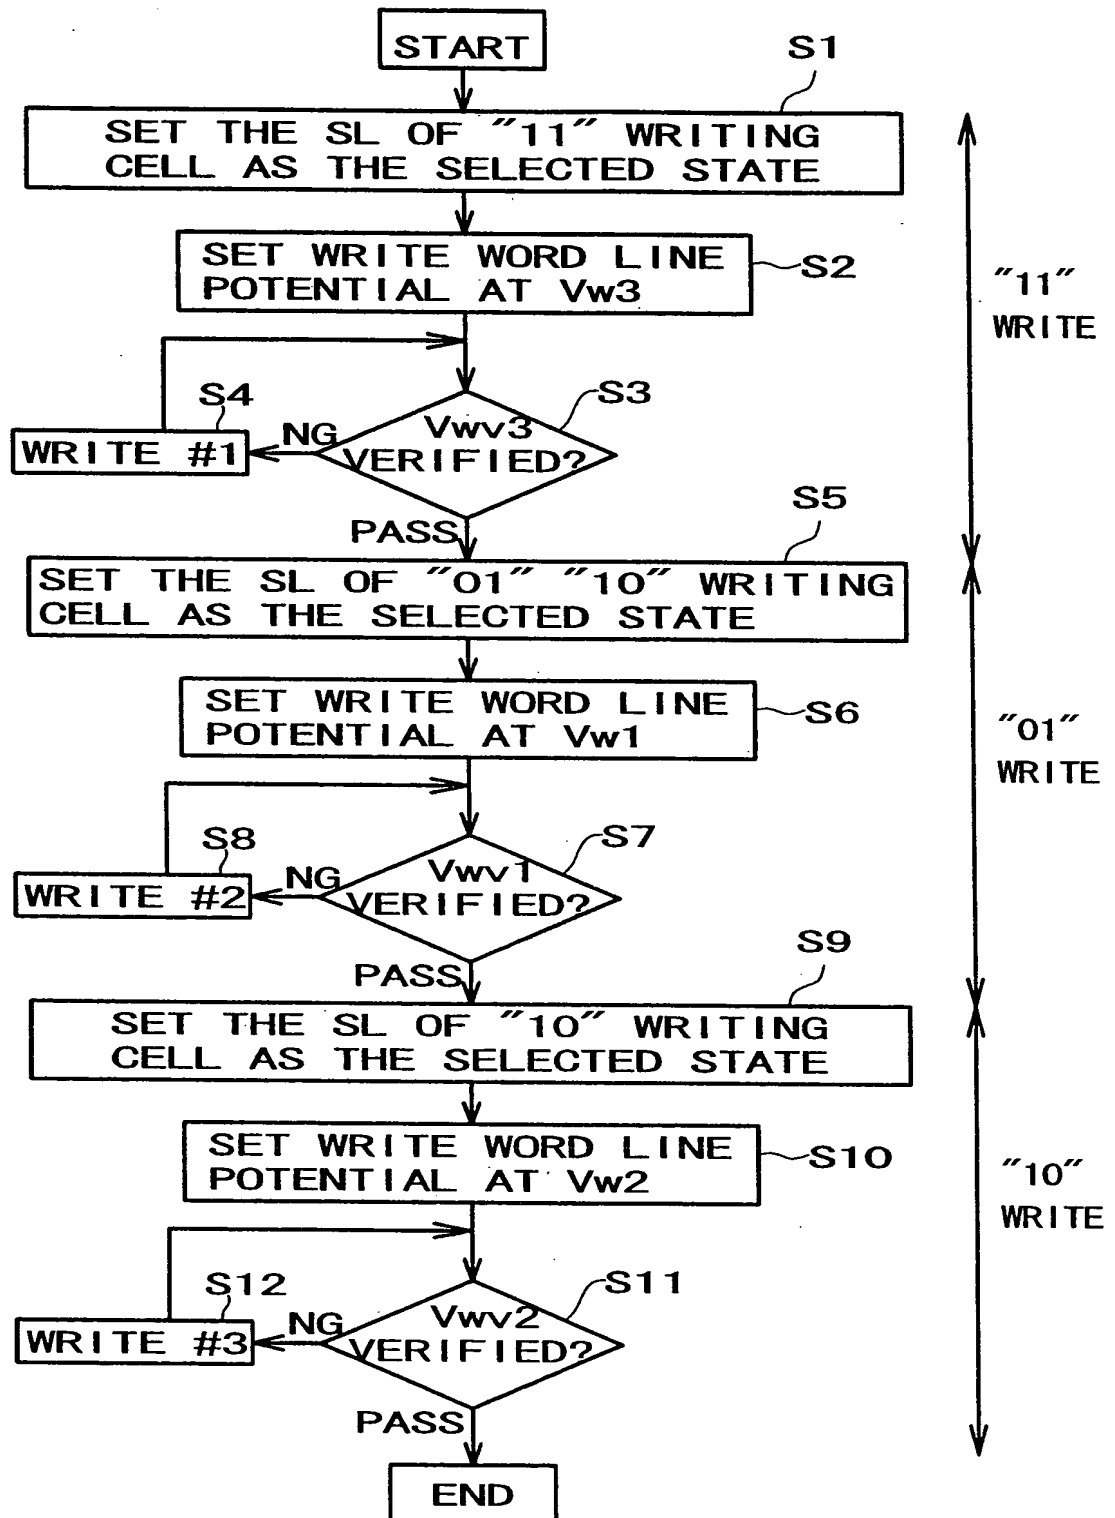 START
S1
SET THE SL OF "11" WRITING
CELL AS THE SELECTED STATE
SET WRITE WORD LINE
POTENTIAL AT Vw3
S2
"11"
WRITE
S4
S3
WRITE #1
NG
Vwv3
VERIFIED?
PASS
S5
SET THE SL OF "01" "10" WRITING
CELL AS THE SELECTED STATE
SET WRITE WORD LINE
POTENTIAL AT Vw1
S6
"01"
WRITE
S8
S7
WRITE #2
NG
Vwv1
VERIFIED?
PASS
S9
SET THE SL OF "10" WRITING
CELL AS THE SELECTED STATE
SET WRITE WORD LINE
POTENTIAL AT Vw2
S10
"10"
WRITE
S12
S11
WRITE #3
NG
Vwv2
VERIFIED?
PASS
END